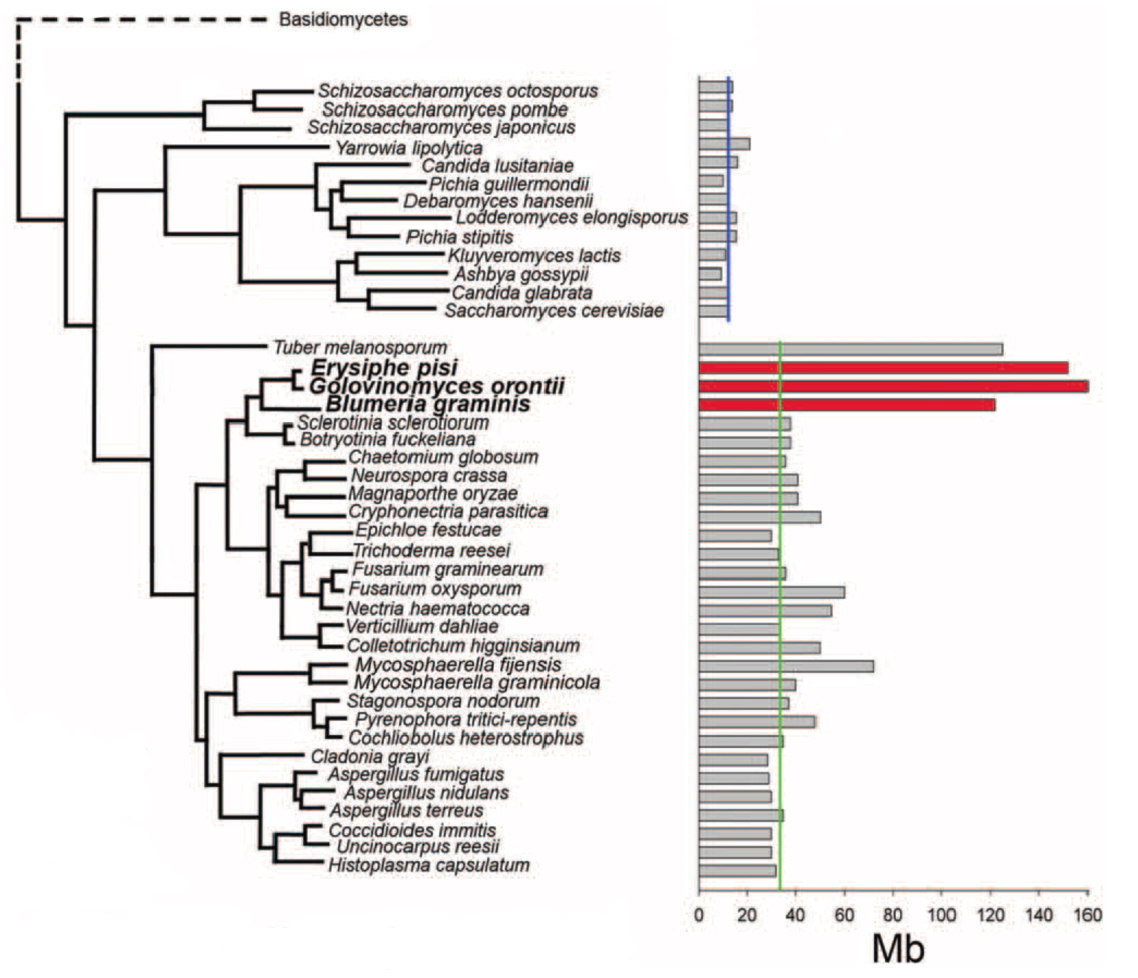 Basidiomycetes
Schizosaccharomyces octosporus
Schizosaccharomyces pombe
Schizosaccharomyces japonicus
Yarrowia lipolytica
Candida lusitaniae
Pichia guillermondii
Debaromyces hansenii
Lodderomyces elongisporus
Pichia stipitis
Kluyveromyces lactis
Ashbya gossypii
Candida glabrata
Saccharomyces cerevisiae
Tuber melanosporum
Erysiphe pisi
Golovinomyces orontii
Blumeria graminis
Sclerotinia sclerotiorum
Botryotinia fuckeliana
Chaetomium globosum
Neurospora crassa
Magnaporthe oryzae
Cryphonectria parasitica
Epichloe festucae
Trichoderma reesei
Fusarium graminearum
Fusarium oxysporum
Nectria haematococca
Verticillium dahliae
Colletotrichum higginsianum
Mycosphaerella fijensis
Mycosphaerella graminicola
Stagonospora nodorum
Pyrenophora tritici-repentis
Cochliobolus heterostrophus
Cladonia grayi
Aspergillus fumigatus
Aspergillus nidulans
Aspergillus terreus
Coccidioides immitis
Uncinocarpus reesii
Histoplasma capsulatum
0 20 40 60 80 100 120 140 160
Mb